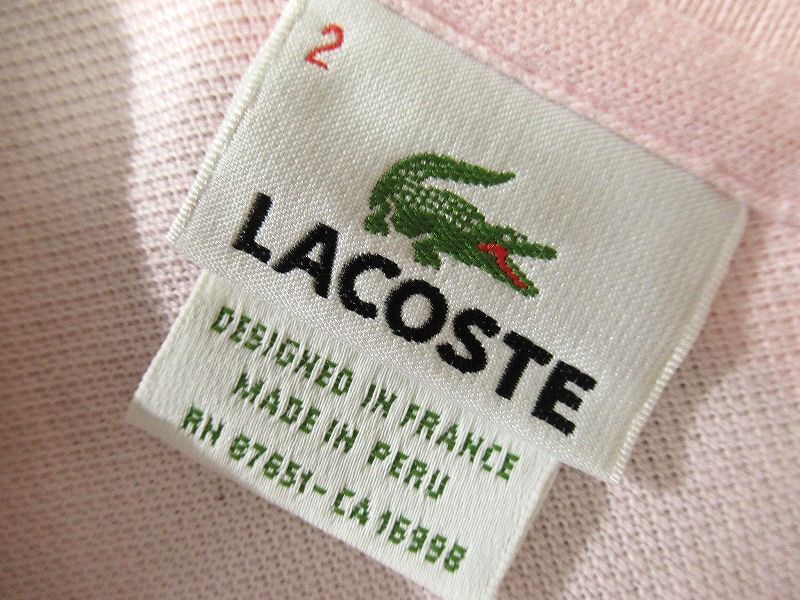 2
LACOSTE
DESIGNED IN FRANCE
MADE IN PERU
RN 87651-CA 16998